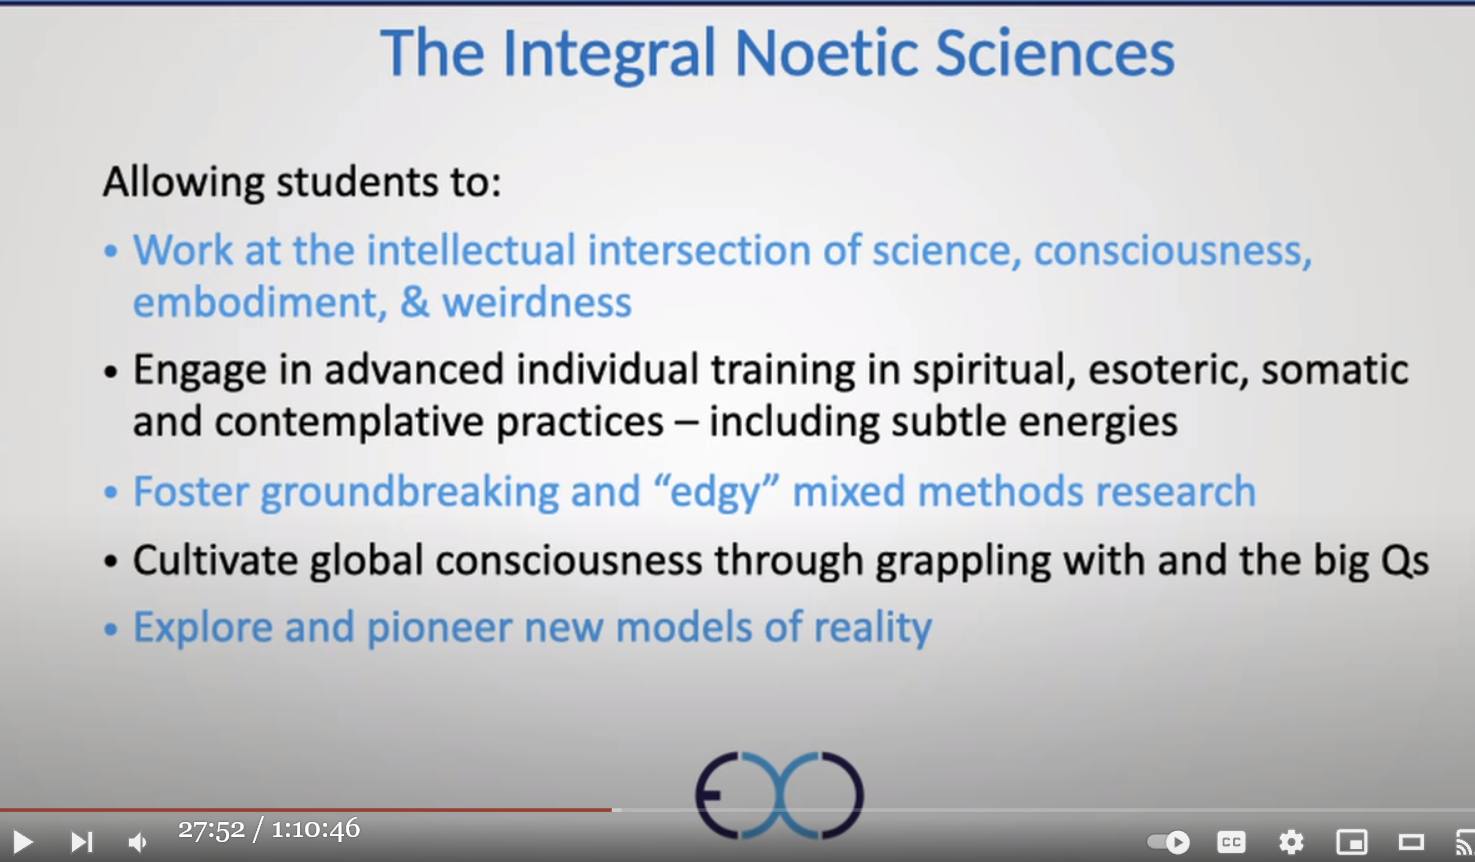 The Integral Noetic Sciences
Allowing students to:
• Work at the intellectual intersection of science, consciousness,
embodiment, & weirdness
• Engage in advanced individual training in spiritual, esoteric, somatic
and contemplative practices – including subtle energies
• Foster groundbreaking and “edgy” mixed methods research
• Cultivate global consciousness through grappling with and the big Qs
• Explore and pioneer new models of reality
27:52 / 1:10:46
CC